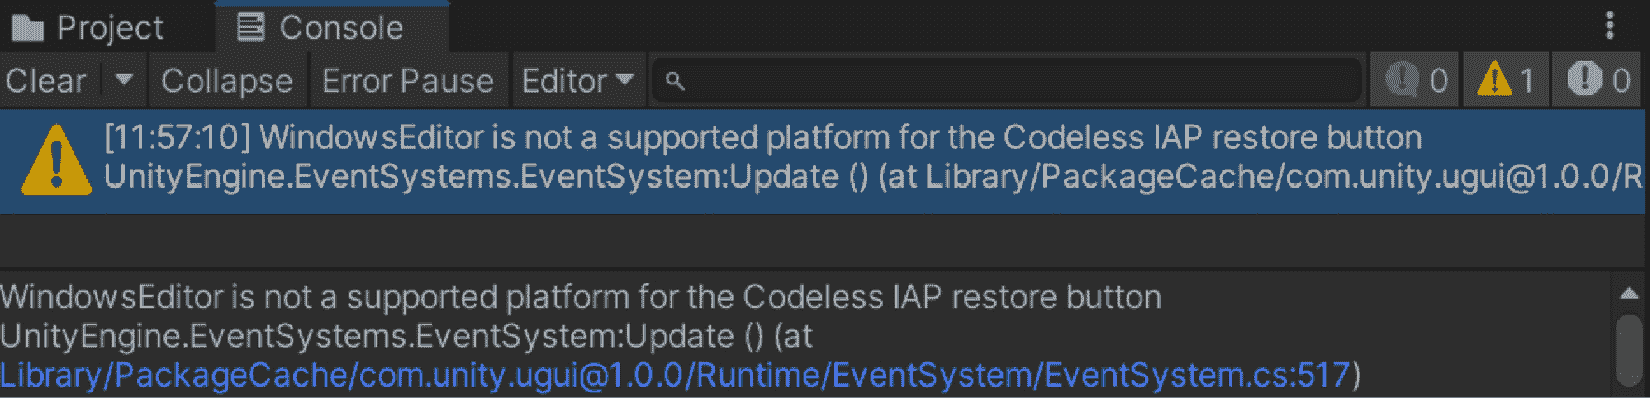 Project Console
Clear Collapse Error Pause Editor 0 1 0
[11:57:10] WindowsEditor is not a supported platform for the Codeless IAP restore button
UnityEngine.EventSystems.EventSystem:Update () (at Library/PackageCache/com.unity.ugui@1.0.0/R
WindowsEditor is not a supported platform for the Codeless IAP restore button
UnityEngine.EventSystems.EventSystem:Update () (at
Library/PackageCache/com.unity.ugui@1.0.0/Runtime/EventSystem/EventSystem.cs:517)